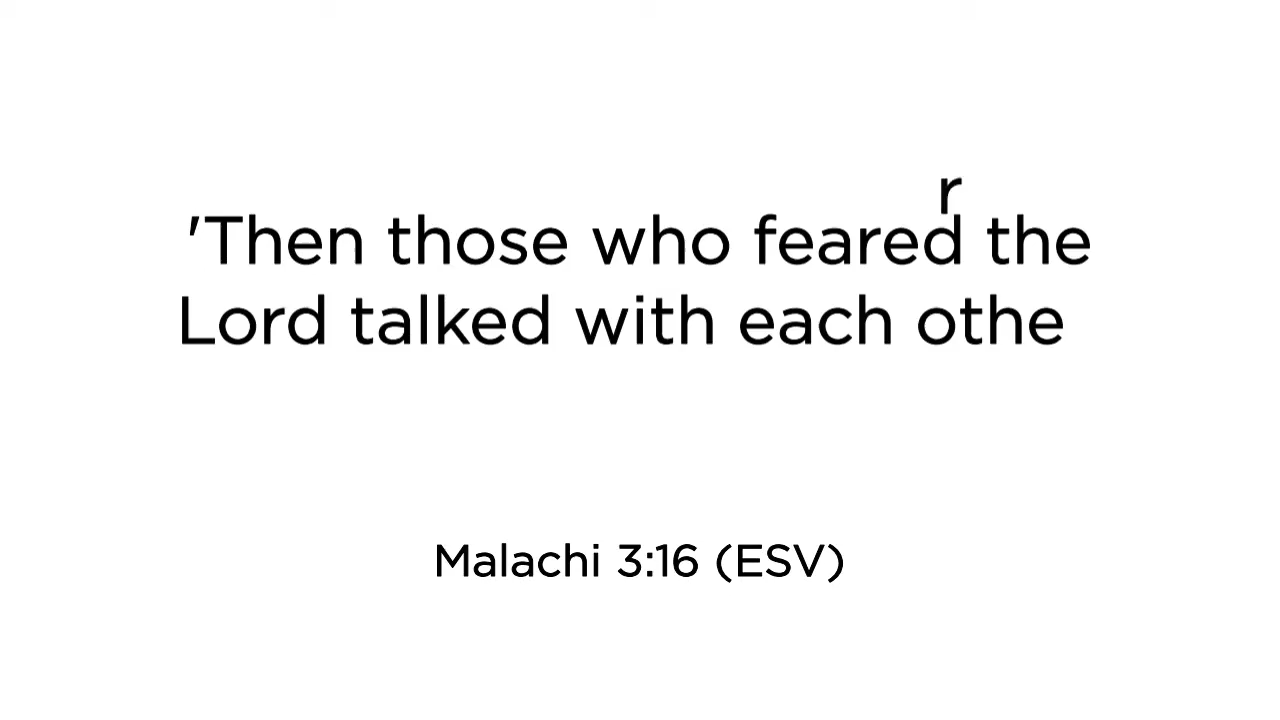 r
'Then those who feared the
Lord talked with each othe
Malachi 3:16 (ESV)